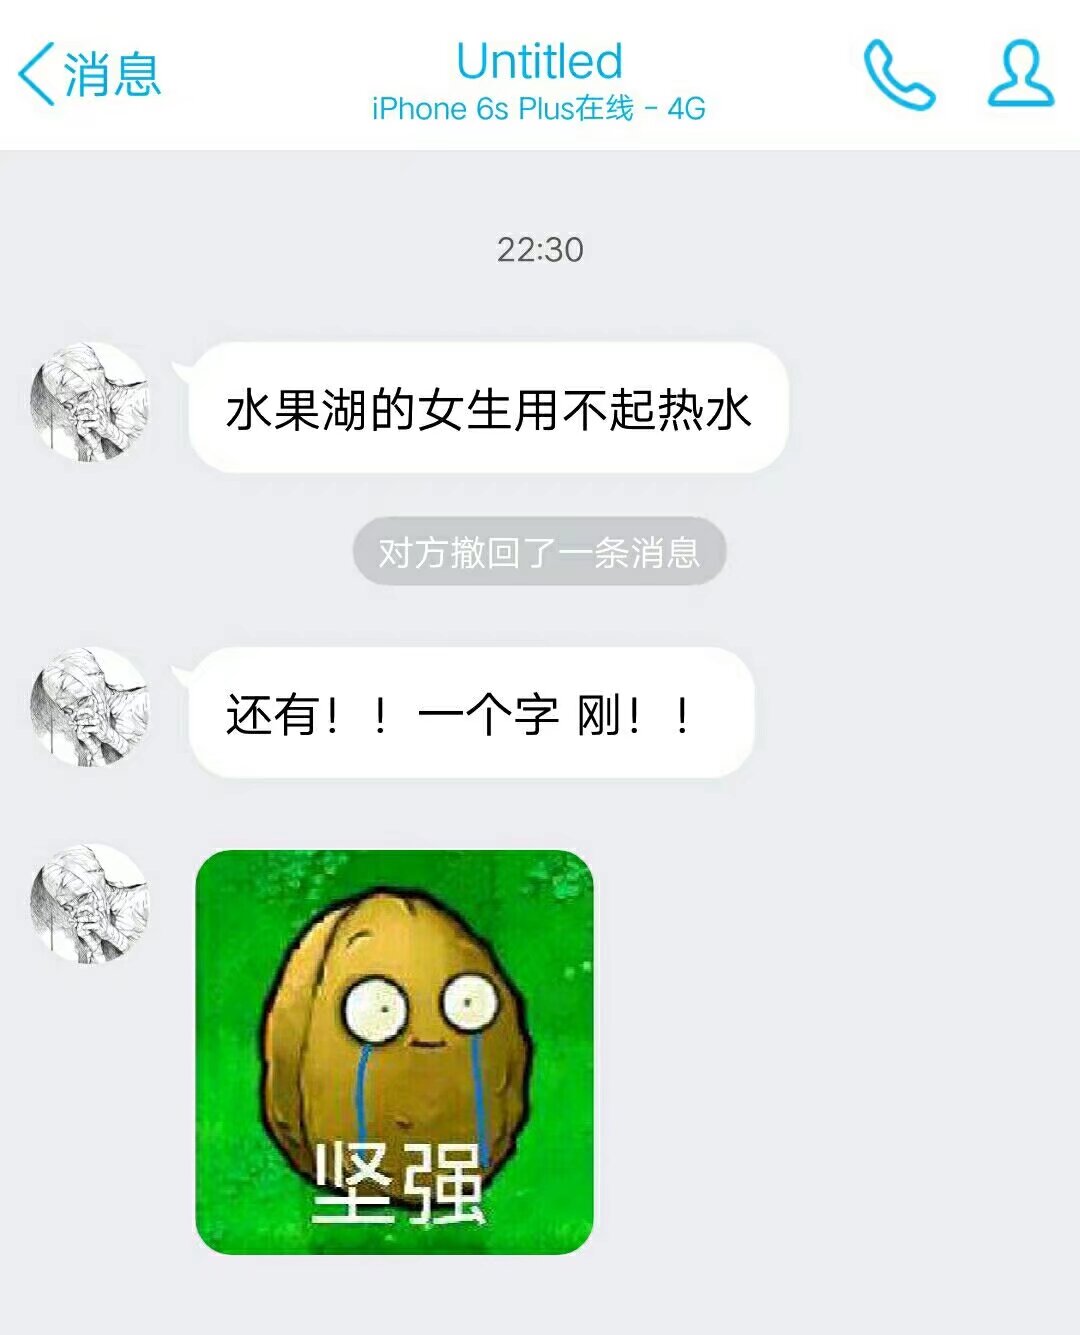 消息
Untitled
iPhone 6s Plus在线 - 4G
22:30
水果湖的女生用不起热水
对方撤回了一条消息
还有！！一个字 刚！！
坚强